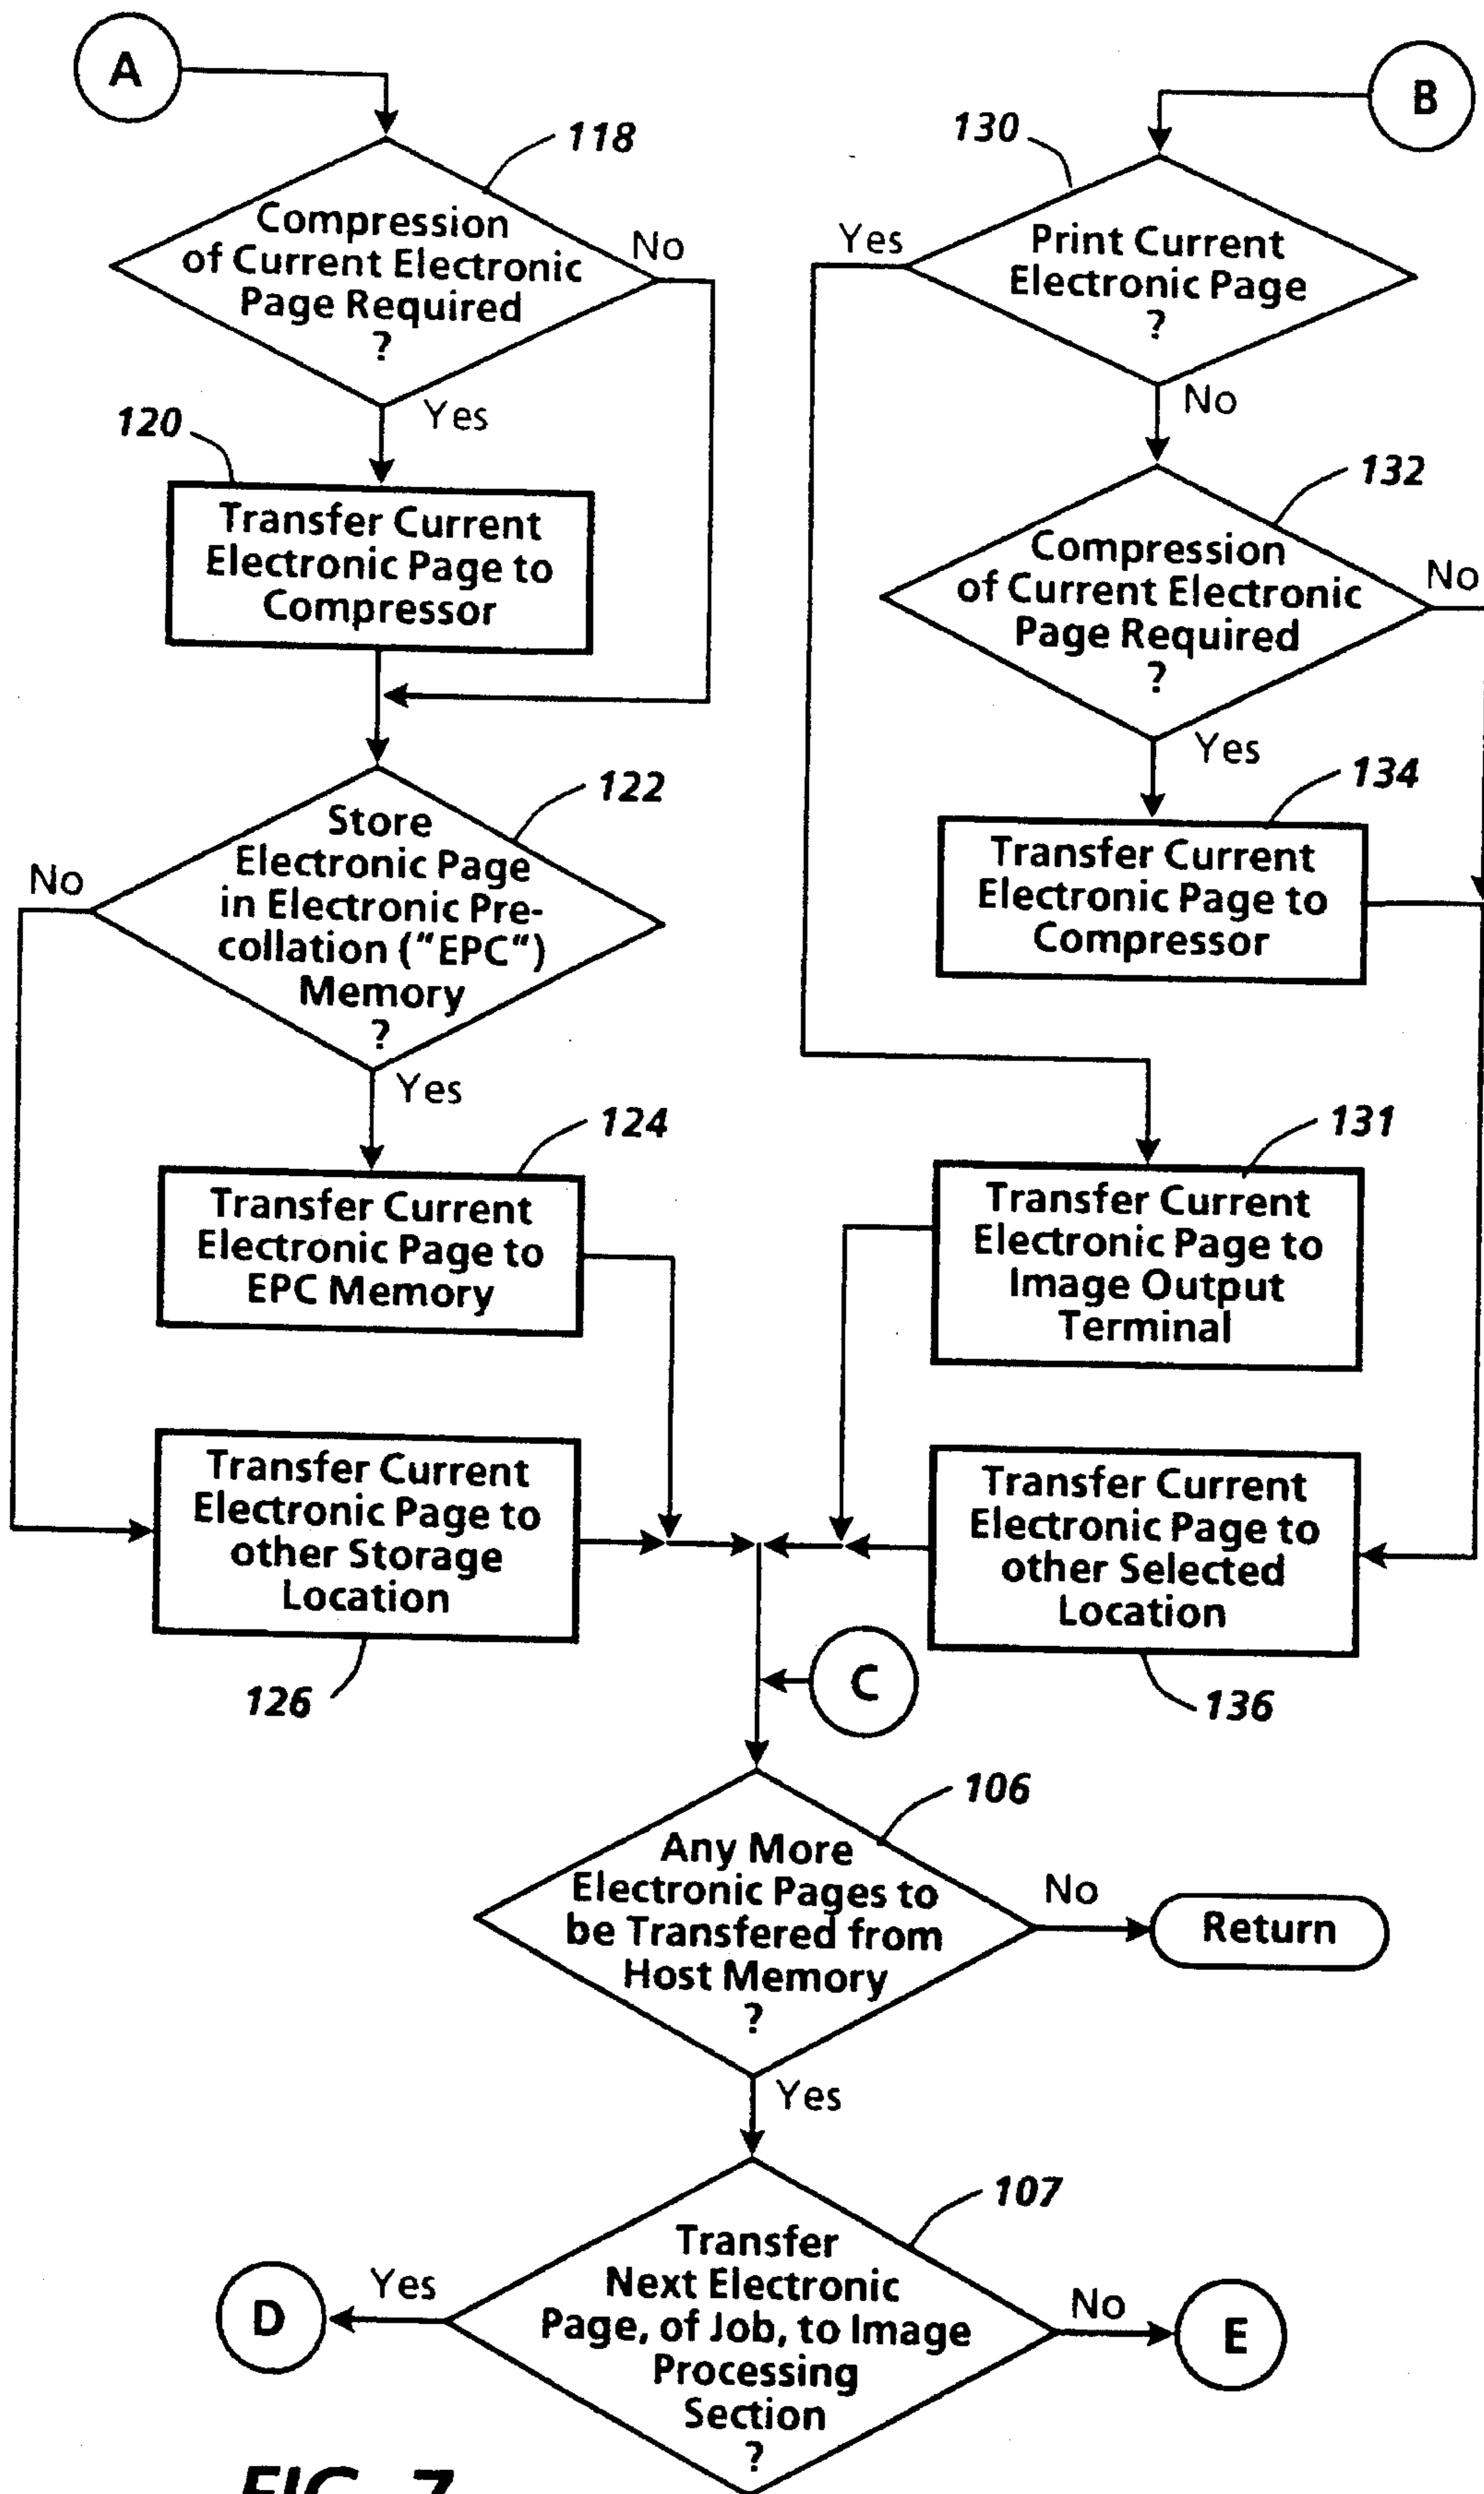 A
118
Compression
of Current Electronic
Page Required
?
No
Yes
120
Transfer Current
Electronic Page to
Compressor
122
Store
Electronic Page
in Electronic Pre-
collation ("EPC")
Memory
?
No
Yes
124
Transfer Current
Electronic Page to
EPC Memory
Transfer Current
Electronic Page to
other Storage
Location
126
B
130
Print Current
Electronic Page
?
Yes
No
132
Compression
of Current Electronic
Page Required
?
No
Yes
134
Transfer Current
Electronic Page to
Compressor
131
Transfer Current
Electronic Page to
Image Output
Terminal
Transfer Current
Electronic Page to
other Selected
Location
136
C
106
Any More
Electronic Pages to
be Transfered from
Host Memory
?
No
Return
Yes
107
Transfer
Next Electronic
Page, of Job, to Image
Processing
Section
?
Yes
D
No
E
FIG. 7